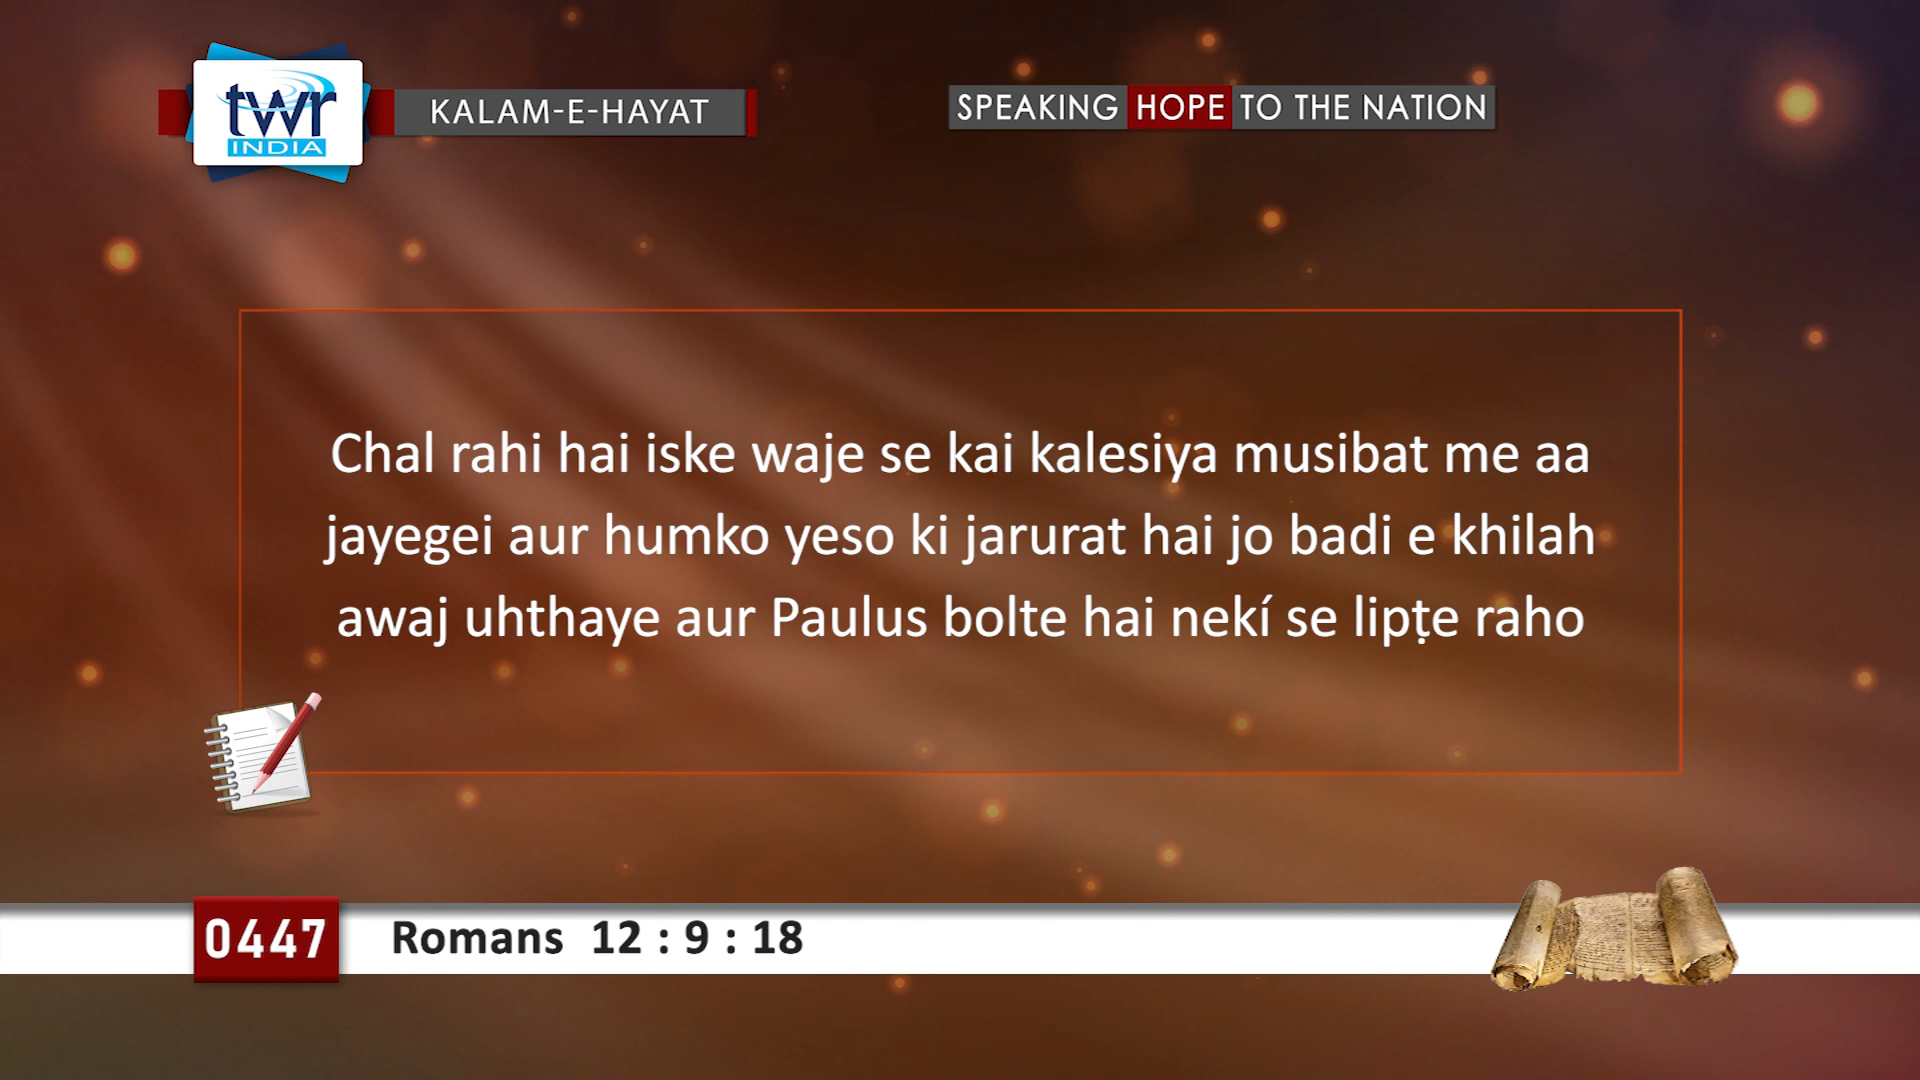 twr
INDIA
KALAM-E-HAYAT
SPEAKING HOPE TO THE NATION
Chal rahi hai iske waje se kai kalesiya musibat me aa
jayegei aur humko yeso ki jarurat hai jo badi e khilah
awaj uhthaye aur Paulus bolte hai nekí se lipṭe raho
0447
Romans 12 : 9 : 18